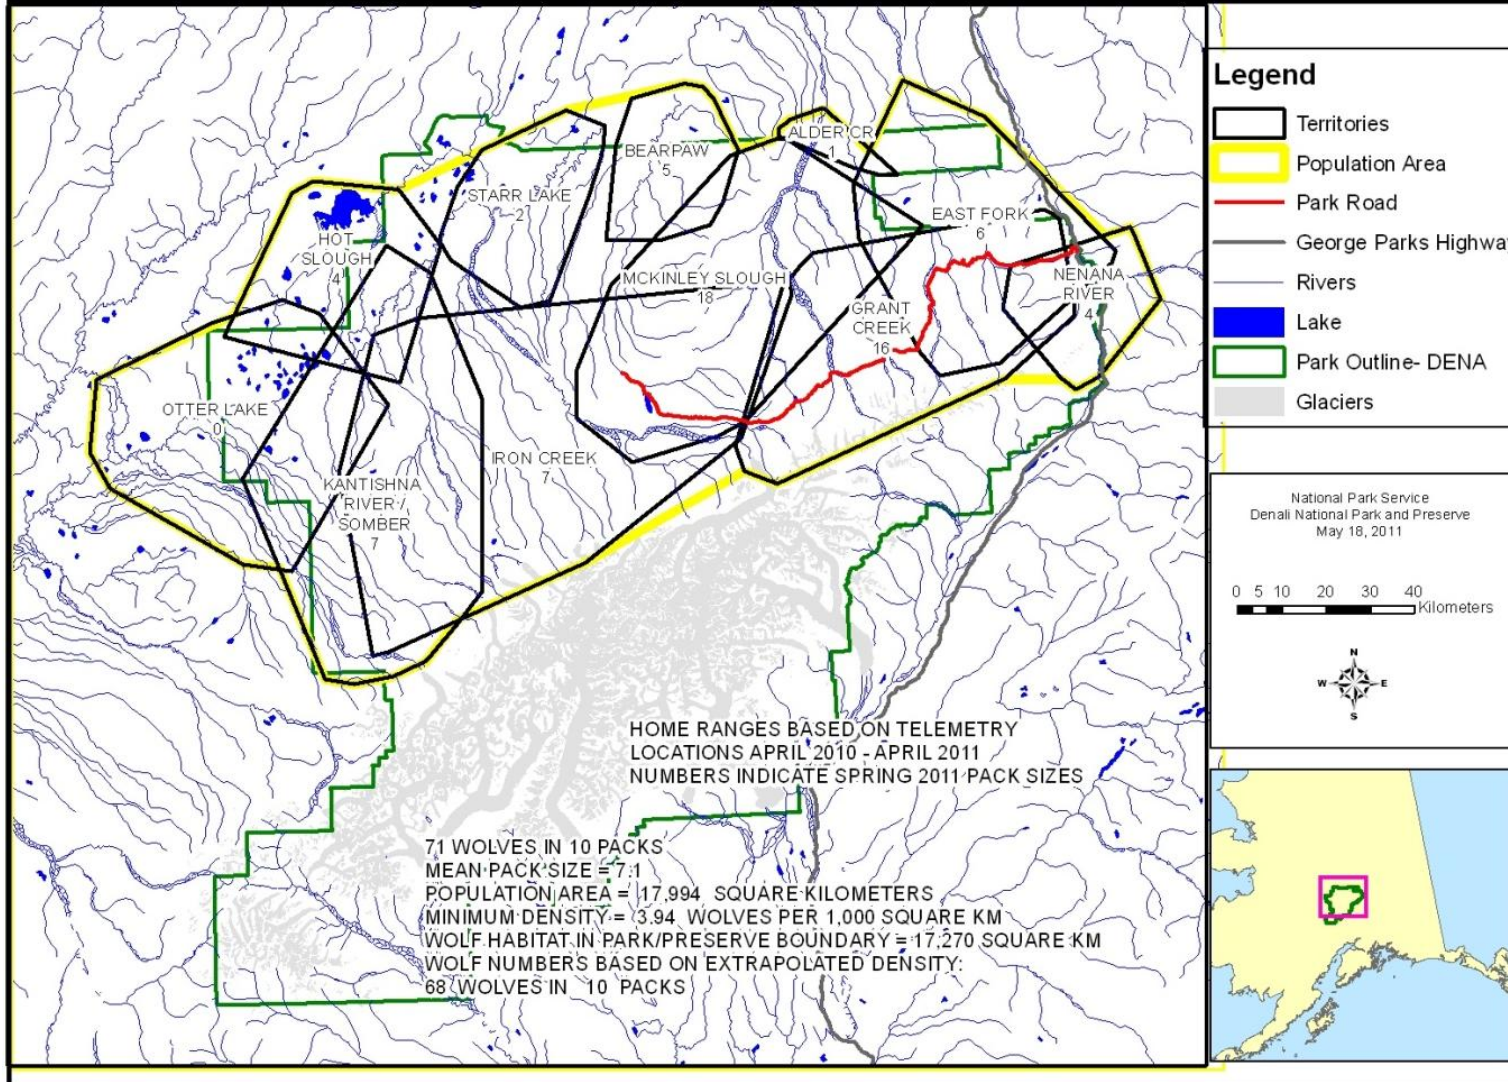 ALDER CR
1
BEARPAW
5
STARR LAKE
2
EAST FORK
6
HOT
SLOUGH
4
MCKINLEY SLOUGH
18
NENANA
RIVER
4
GRANT
CREEK
16
OTTER LAKE
0
IRON CREEK
7
KANTISHNA
RIVER /
SOMBER
7
HOME RANGES BASED ON TELEMETRY
LOCATIONS APRIL 2010 - APRIL 2011
NUMBERS INDICATE SPRING 2011 PACK SIZES
71 WOLVES IN 10 PACKS
MEAN PACK SIZE = 7.1
POPULATION AREA = 17,994 SQUARE KILOMETERS
MINIMUM DENSITY = 3.94 WOLVES PER 1,000 SQUARE KM
WOLF HABITAT IN PARK/PRESERVE BOUNDARY = 17,270 SQUARE KM
WOLF NUMBERS BASED ON EXTRAPOLATED DENSITY:
68 WOLVES IN 10 PACKS
Legend
Territories
Population Area
Park Road
George Parks Highway
Rivers
Lake
Park Outline- DENA
Glaciers
National Park Service
Denali National Park and Preserve
May 18, 2011
0 5 10 20 30 40
Kilometers
N
W E
S